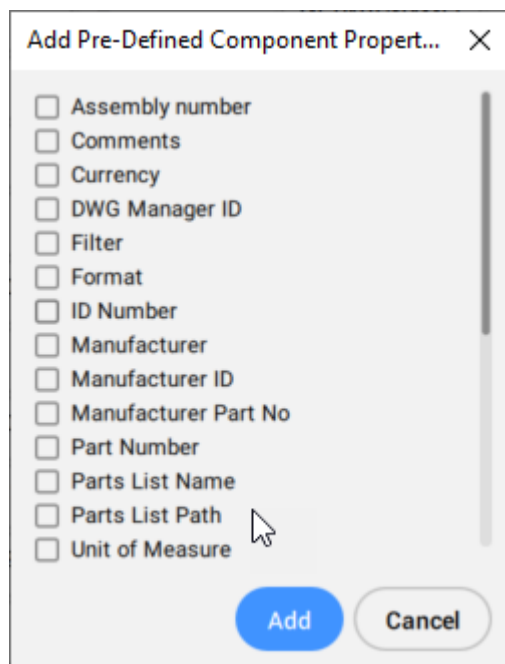 Add Pre-Defined Component Propert...
Assembly number
Comments
Currency
DWG Manager ID
Filter
Format
ID Number
Manufacturer
Manufacturer ID
Manufacturer Part No
Part Number
Parts List Name
Parts List Path
Unit of Measure
Add Cancel